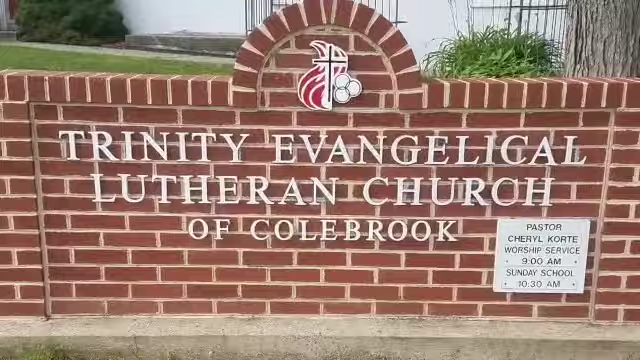 TRINITY EVANGELICAL
LUTHERAN CHURCH
OF COLEBROOK
PASTOR
CHERYL KORTE
WORSHIP SERVICE
9:00 AM
SUNDAY SCHOOL
10:30 AM